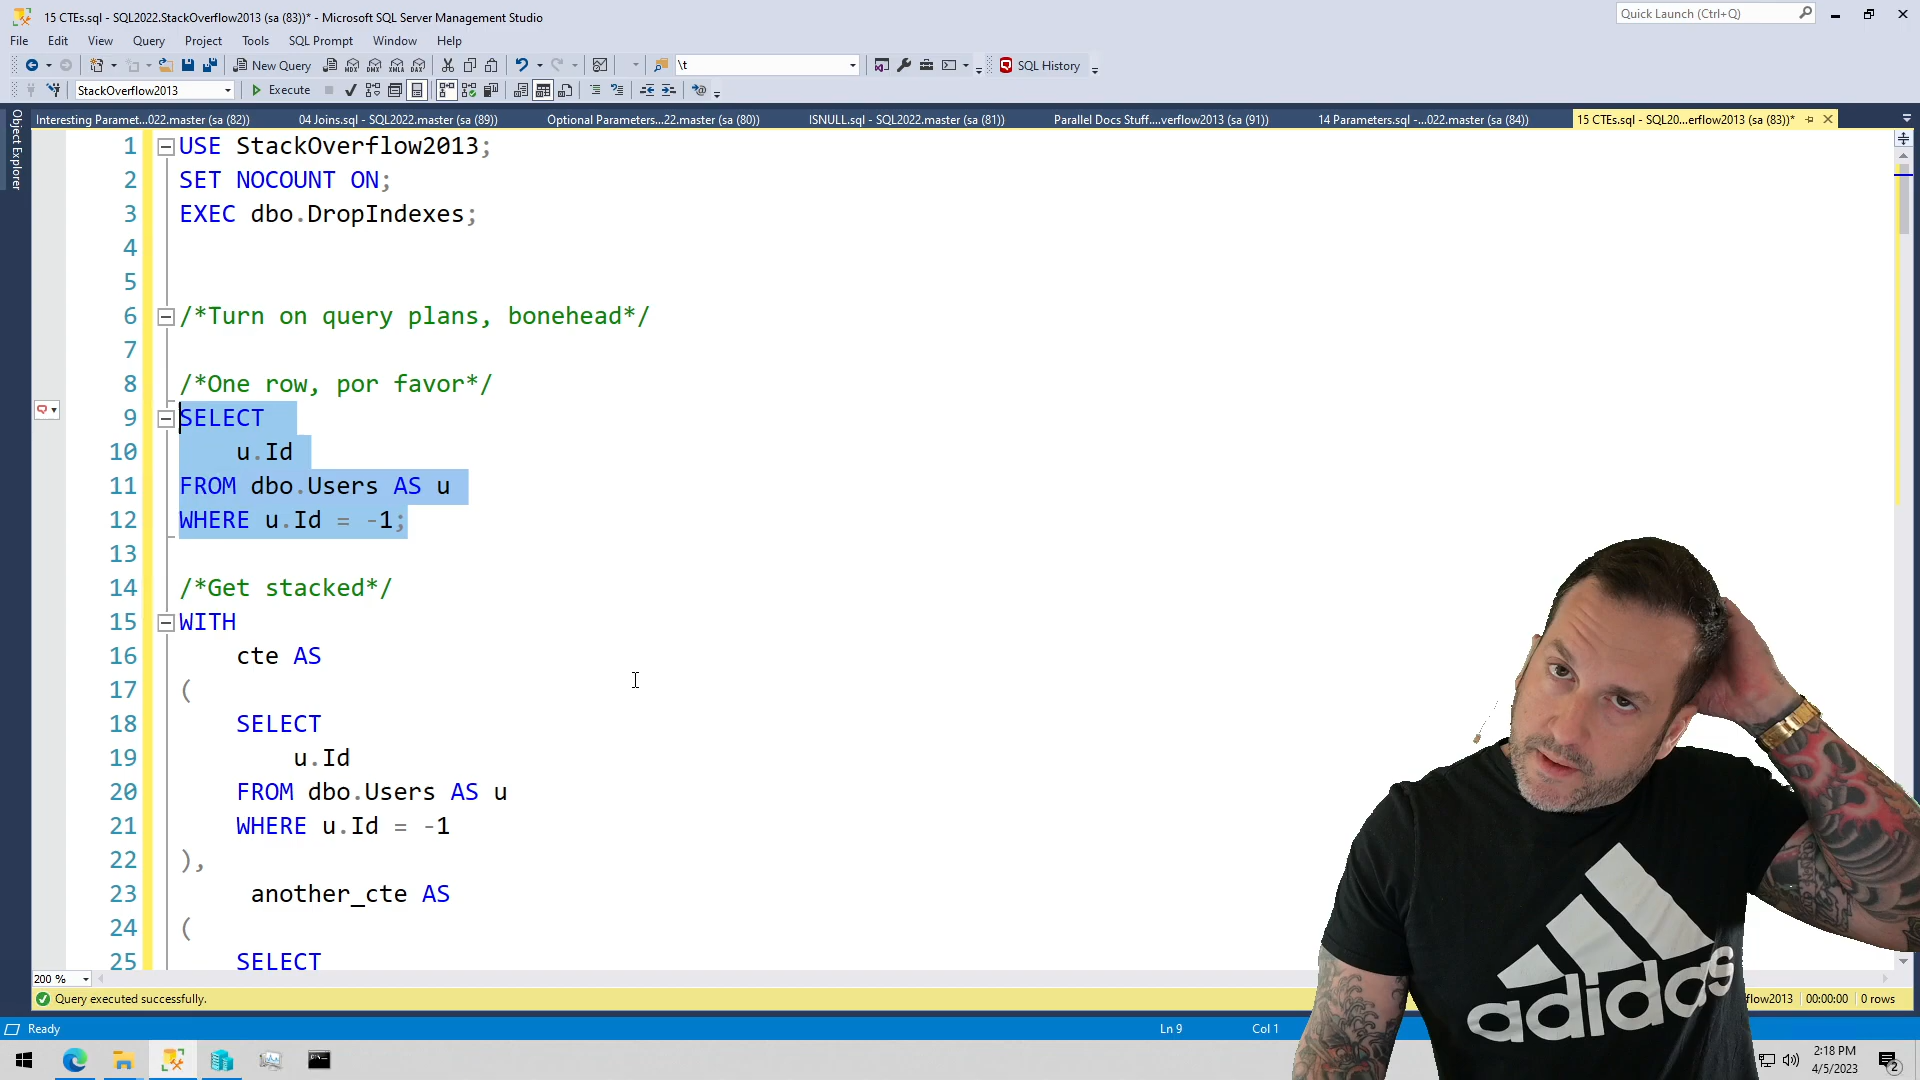 15 CTEs.sql - SQL2022.StackOverflow2013 (sa (83))* - Microsoft SQL Server Management Studio
Quick Launch (Ctrl+Q)
File Edit View Query Project Tools SQL Prompt Window Help
New Query
MDX DMX XMLA DAX
\t
SQL History
StackOverflow2013
Execute
Object Explorer
Interesting Paramet...022.master (sa (82))
04 Joins.sql - SQL2022.master (sa (89))
Optional Parameters...22.master (sa (80))
ISNULL.sql - SQL2022.master (sa (81))
Parallel Docs Stuff....verflow2013 (sa (91))
14 Parameters.sql -...022.master (sa (84))
15 CTEs.sql - SQL20...erflow2013 (sa (83))*
1 USE StackOverflow2013;
2 SET NOCOUNT ON;
3 EXEC dbo.DropIndexes;
4
5
6 /*Turn on query plans, bonehead*/
7
8 /*One row, por favor*/
9 SELECT
10 u.Id
11 FROM dbo.Users AS u
12 WHERE u.Id = -1;
13
14 /*Get stacked*/
15 WITH
16 cte AS
17 (
18 SELECT
19 u.Id
20 FROM dbo.Users AS u
21 WHERE u.Id = -1
22 ),
23 another_cte AS
24 (
25 SELECT
200 %
Query executed successfully.
flow2013 00:00:00 0 rows
Ready
Ln 9
Col 1
adidas
2:18 PM
4/5/2023
2